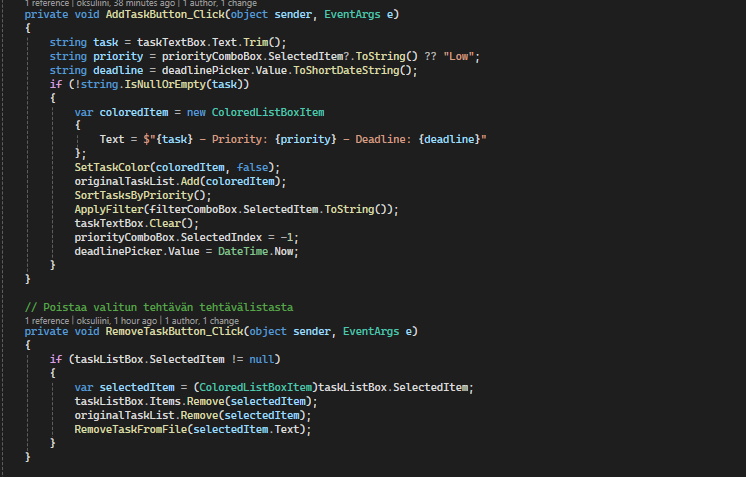 1 reference | oksuliini, 38 minutes ago | 1 author, 1 change
private void AddTaskButton_Click(object sender, EventArgs e)
{
    string task = taskTextBox.Text.Trim();
    string priority = priorityComboBox.SelectedItem?.ToString() ?? "Low";
    string deadline = deadlinePicker.Value.ToShortDateString();
    if (!string.IsNullOrEmpty(task))
    {
        var coloredItem = new ColoredListBoxItem
        {
            Text = $"{task} - Priority: {priority} - Deadline: {deadline}"
        };
        SetTaskColor(coloredItem, false);
        originalTaskList.Add(coloredItem);
        SortTasksByPriority();
        ApplyFilter(filterComboBox.SelectedItem.ToString());
        taskTextBox.Clear();
        priorityComboBox.SelectedIndex = -1;
        deadlinePicker.Value = DateTime.Now;
    }
}
// Poistaa valitun tehtävän tehtävälistasta
1 reference | oksuliini, 1 hour ago | 1 author, 1 change
private void RemoveTaskButton_Click(object sender, EventArgs e)
{
    if (taskListBox.SelectedItem != null)
    {
        var selectedItem = (ColoredListBoxItem)taskListBox.SelectedItem;
        taskListBox.Items.Remove(selectedItem);
        originalTaskList.Remove(selectedItem);
        RemoveTaskFromFile(selectedItem.Text);
    }
}